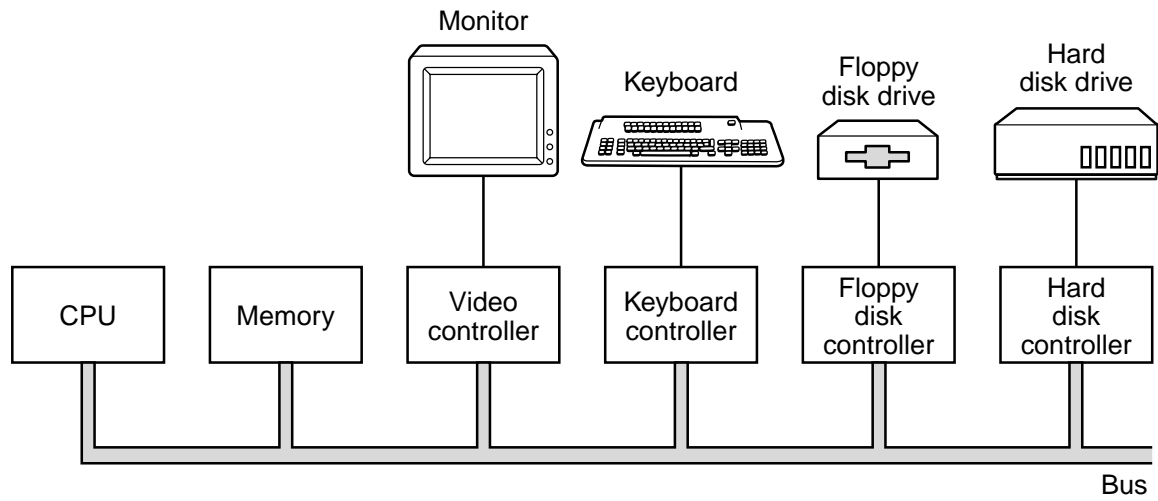 Monitor
Keyboard
Floppy
disk drive
Hard
disk drive
CPU
Memory
Video
controller
Keyboard
controller
Floppy
disk
controller
Hard
disk
controller
Bus